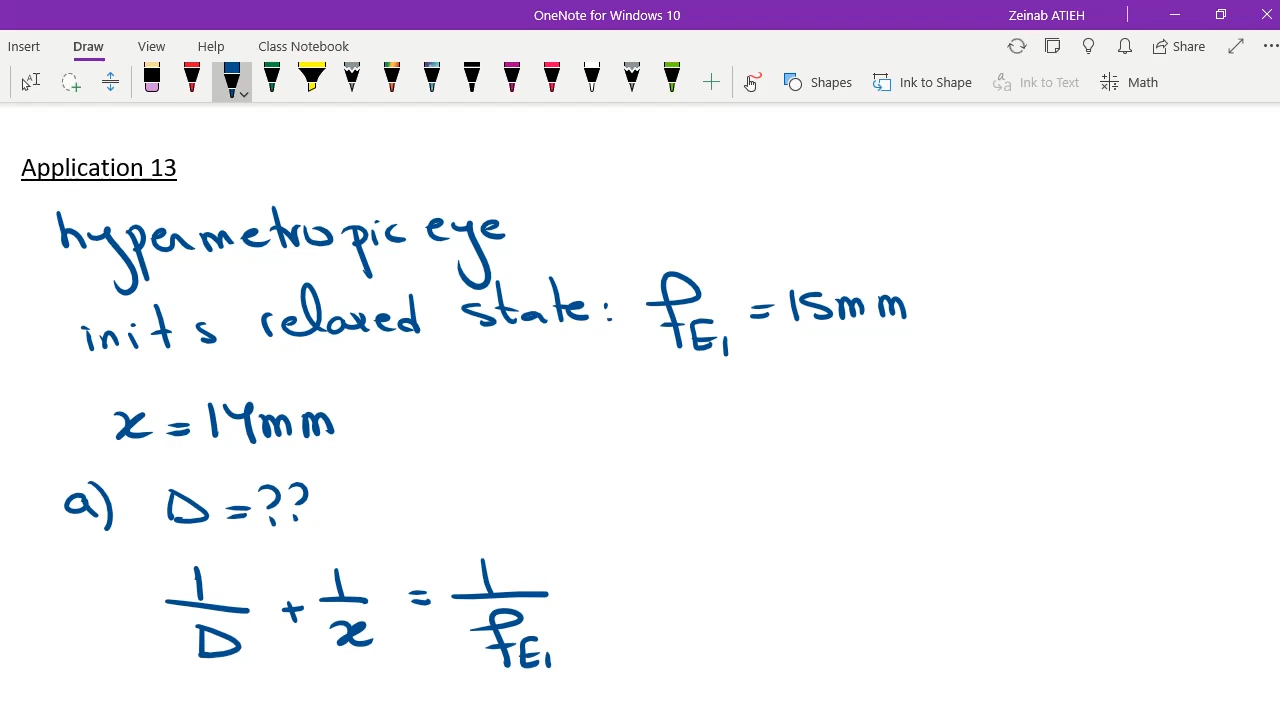 OneNote for Windows 10
Zeinab ATIEH
Insert Draw View Help Class Notebook Share
Shapes Ink to Shape Ink to Text Math
Application 13
hypermetropic eye
in it s relaxed state: fE1 = 15mm
x = 14mm
a) D = ??
1/D + 1/x = 1/fE1